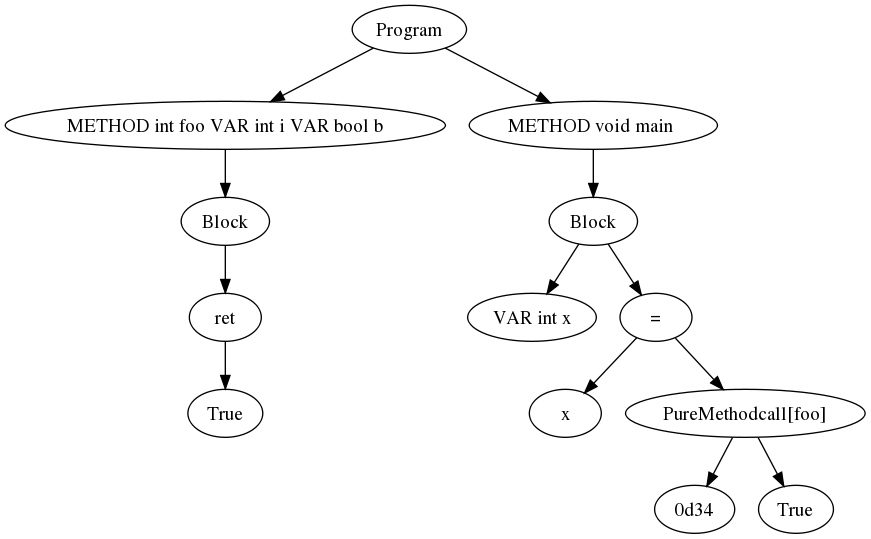 Program
METHOD int foo VAR int i VAR bool b
METHOD void main
Block
Block
ret
VAR int x
=
True
x
PureMethodcall[foo]
0d34
True